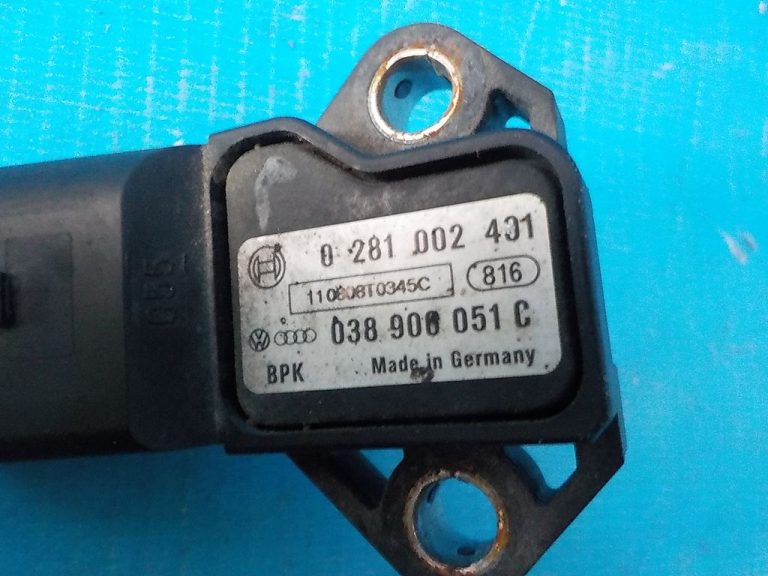 0 281 002 401
110808T0345C 816
038 906 051 C
BPK Made in Germany